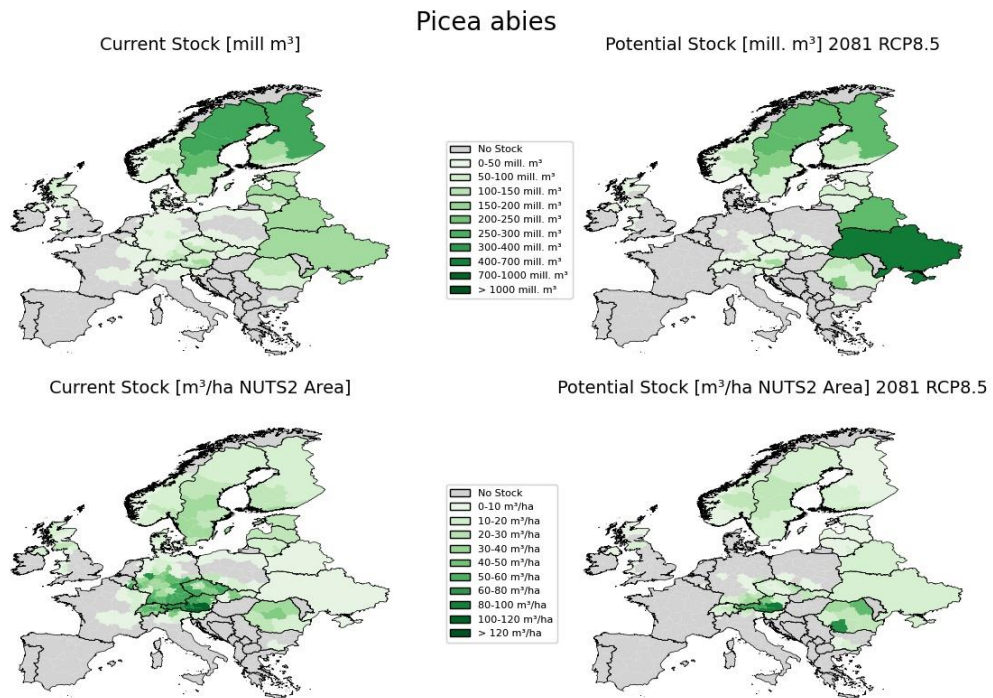 Picea abies
Current Stock [mill m³]
Potential Stock [mill. m³] 2081 RCP8.5
No Stock
0-50 mill. m³
50-100 mill. m³
100-150 mill. m³
150-200 mill. m³
200-250 mill. m³
250-300 mill. m³
300-400 mill. m³
400-700 mill. m³
700-1000 mill. m³
> 1000 mill. m³
Current Stock [m³/ha NUTS2 Area]
Potential Stock [m³/ha NUTS2 Area] 2081 RCP8.5
No Stock
0-10 m³/ha
10-20 m³/ha
20-30 m³/ha
30-40 m³/ha
40-50 m³/ha
50-60 m³/ha
60-80 m³/ha
80-100 m³/ha
100-120 m³/ha
> 120 m³/ha